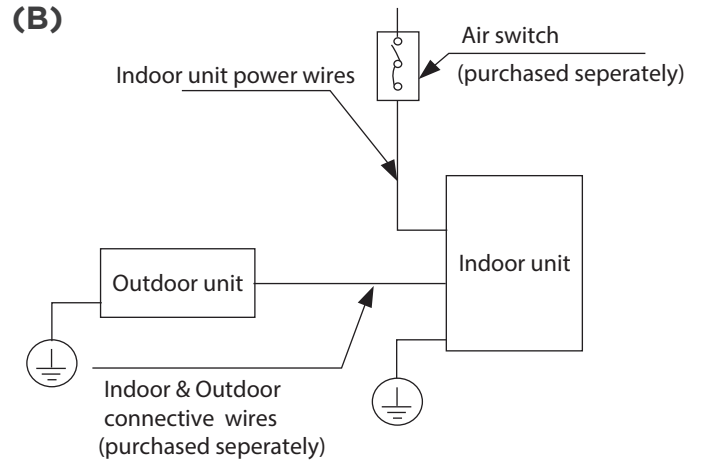 (B)
Air switch
(purchased seperately)
Indoor unit power wires
Indoor unit
Outdoor unit
Indoor & Outdoor
connective wires
(purchased seperately)